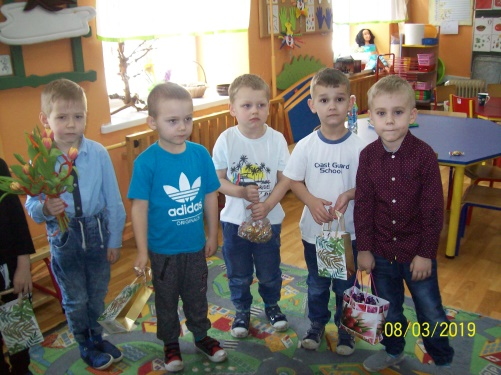 adidas
ORIGINALS
Coast Guard
School
08/03/2019